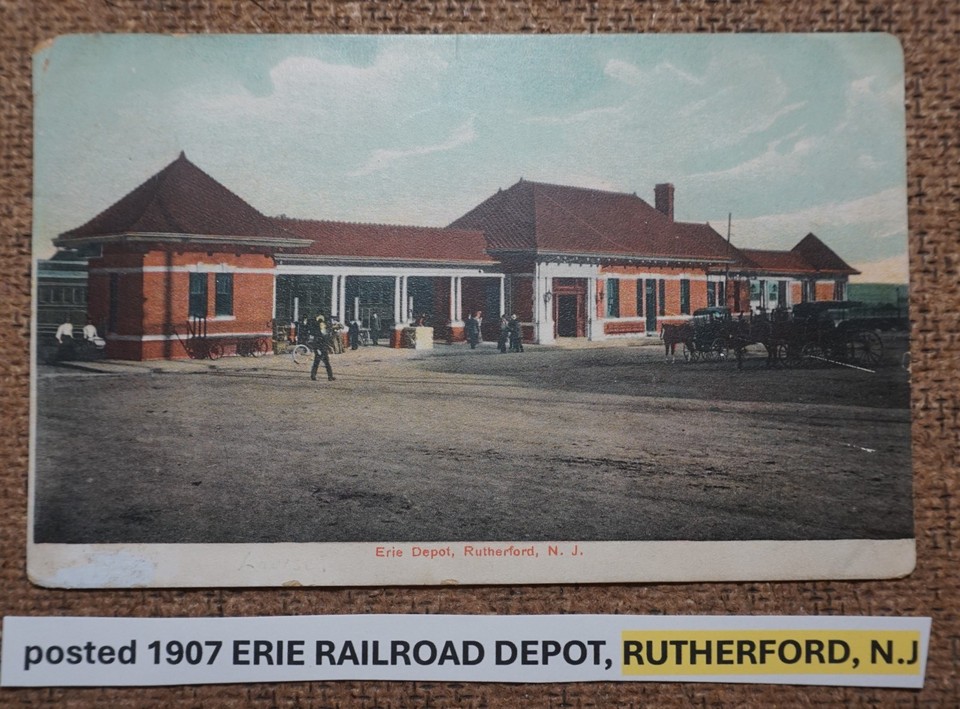 Erie Depot, Rutherford, N. J.
posted 1907 ERIE RAILROAD DEPOT, RUTHERFORD, N.J